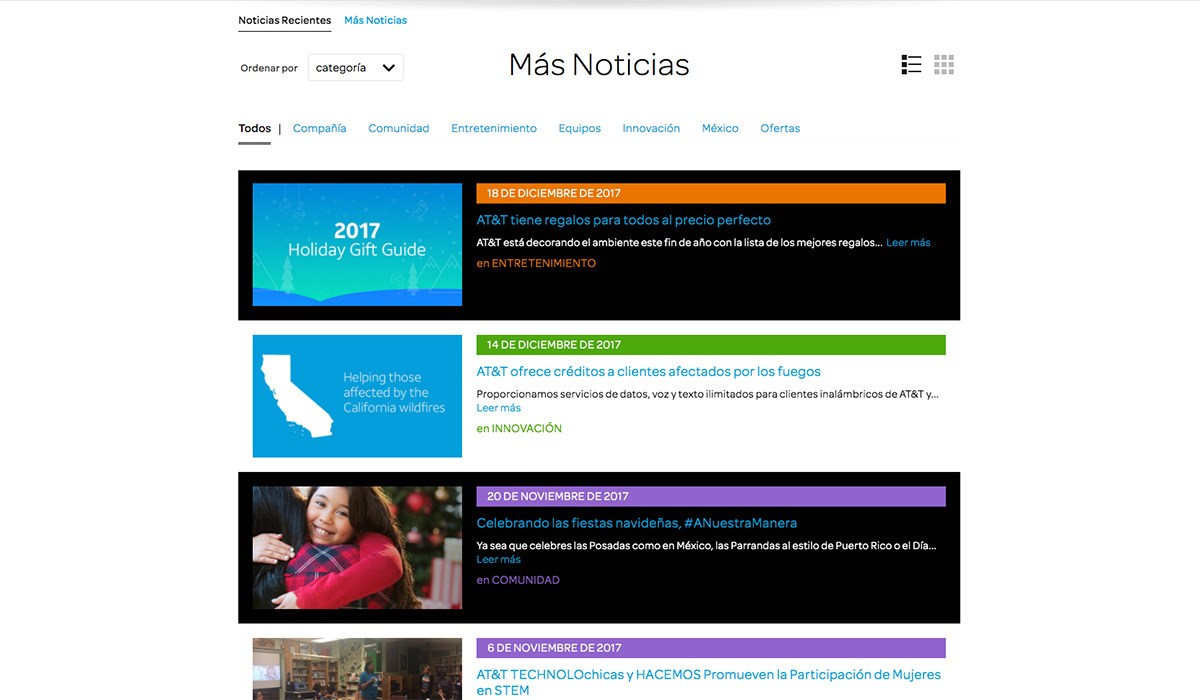 Noticias Recientes Más Noticias
Ordenar por categoría
Más Noticias
Todos | Compañía Comunidad Entretenimiento Equipos Innovación México Ofertas
2017
Holiday Gift Guide
18 DE DICIEMBRE DE 2017
AT&T tiene regalos para todos al precio perfecto
AT&T está decorando el ambiente este fin de año con la lista de los mejores regalos... Leer más
en ENTRETENIMIENTO
Helping those
affected by the
California wildfires
14 DE DICIEMBRE DE 2017
AT&T ofrece créditos a clientes afectados por los fuegos
Proporcionamos servicios de datos, voz y texto ilimitados para clientes inalámbricos de AT&T y...
Leer más
en INNOVACIÓN
20 DE NOVIEMBRE DE 2017
Celebrando las fiestas navideñas, #ANuestraManera
Ya sea que celebres las Posadas como en México, las Parrandas al estilo de Puerto Rico o el Día...
Leer más
en COMUNIDAD
6 DE NOVIEMBRE DE 2017
AT&T TECHNOLOchicas y HACEMOS Promueven la Participación de Mujeres
en STEM